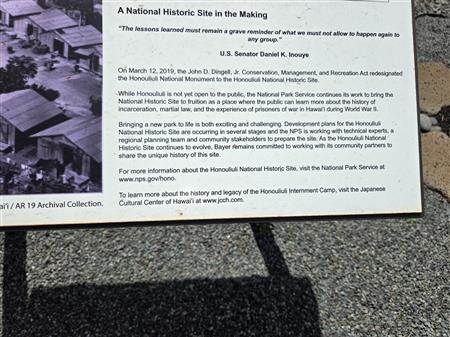 A National Historic Site in the Making
"The lessons learned must remain a grave reminder of what we must not allow to happen again to
any group."
U.S. Senator Daniel K. Inouye
On March 12, 2019, the John D. Dingell, Jr. Conservation, Management, and Recreation Act redesignated
the Honouliuli National Monument to the Honouliuli National Historic Site.
While Honouliuli is not yet open to the public, the National Park Service continues its work to bring the
National Historic Site to fruition as a place where the public can learn more about the history of
incarceration, martial law, and the experience of prisoners of war in Hawai'i during World War II.
Bringing a new park to life is both exciting and challenging. Development plans for the Honouliuli
National Historic Site are occurring in several stages and the NPS is working with technical experts, a
regional planning team and community stakeholders to prepare the site. As the Honouliuli National
Historic Site continues to evolve, Bayer remains committed to working with its community partners to
share the unique history of this site.
For more information about the Honouliuli National Historic Site, visit the National Park Service at
www.nps.gov/hono.
To learn more about the history and legacy of the Honouliuli Internment Camp, visit the Japanese
Cultural Center of Hawai'i at www.jcch.com.
ai'i / AR 19 Archival Collection.